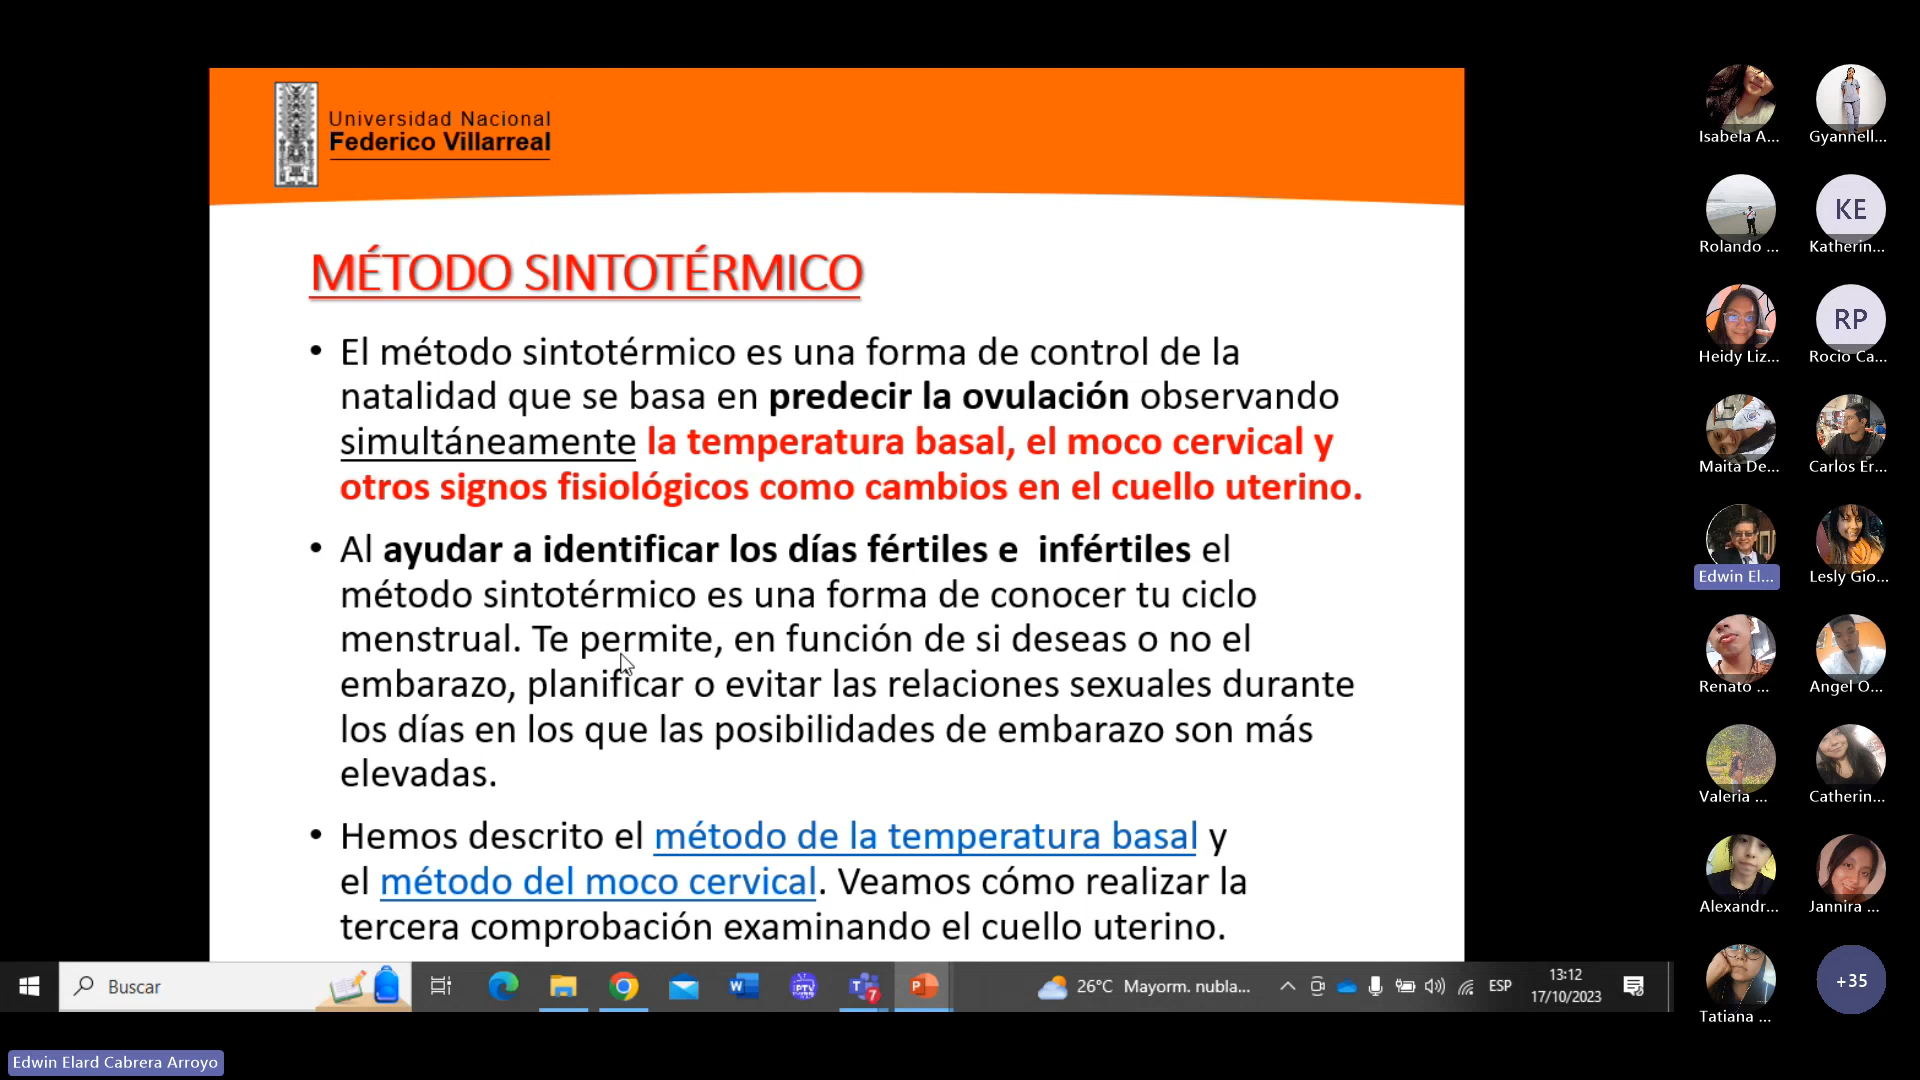 Universidad Nacional
Federico Villarreal
MÉTODO SINTOTÉRMICO
• El método sintotérmico es una forma de control de la
natalidad que se basa en predecir la ovulación observando
simultáneamente la temperatura basal, el moco cervical y
otros signos fisiológicos como cambios en el cuello uterino.
• Al ayudar a identificar los días fértiles e infértiles el
método sintotérmico es una forma de conocer tu ciclo
menstrual. Te permite, en función de si deseas o no el
embarazo, planificar o evitar las relaciones sexuales durante
los días en los que las posibilidades de embarazo son más
elevadas.
• Hemos descrito el método de la temperatura basal y
el método del moco cervical. Veamos cómo realizar la
tercera comprobación examinando el cuello uterino.
Buscar
7
26°C Mayorm. nubla...
ESP
13:12
17/10/2023
Edwin Elard Cabrera Arroyo
Isabela A...
Gyannell...
Rolando ...
KE
Katherin...
Heidy Liz...
RP
Rocio Ca...
Maita De...
Carlos Er...
Edwin El...
Lesly Gio...
Renato ...
Angel O...
Valeria ...
Catherin...
Alexandr...
Jannira ...
Tatiana ...
+35